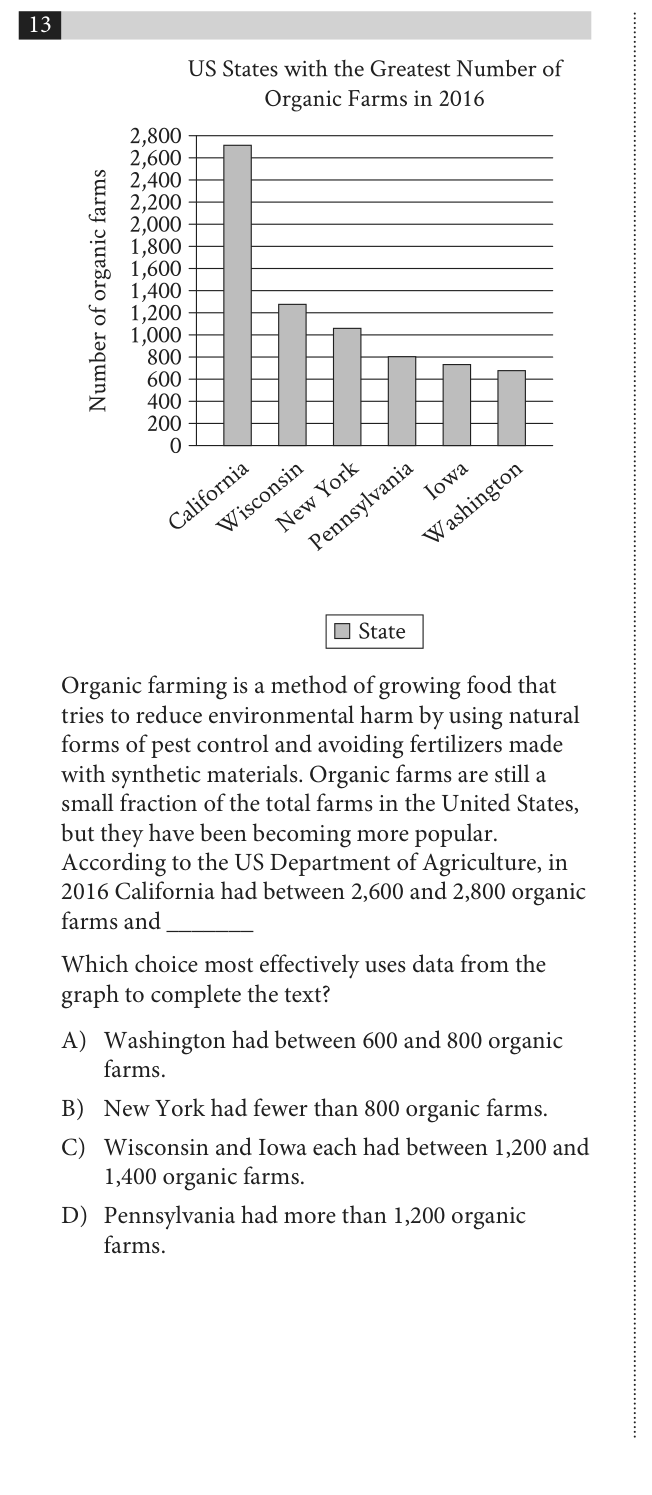 13
US States with the Greatest Number of
Organic Farms in 2016
Number of organic farms
2,800
2,600
2,400
2,200
2,000
1,800
1,600
1,400
1,200
1,000
800
600
400
200
0
California
Wisconsin
New York
Pennsylvania
Iowa
Washington
State
Organic farming is a method of growing food that
tries to reduce environmental harm by using natural
forms of pest control and avoiding fertilizers made
with synthetic materials. Organic farms are still a
small fraction of the total farms in the United States,
but they have been becoming more popular.
According to the US Department of Agriculture, in
2016 California had between 2,600 and 2,800 organic
farms and _______
Which choice most effectively uses data from the
graph to complete the text?
A) Washington had between 600 and 800 organic
farms.
B) New York had fewer than 800 organic farms.
C) Wisconsin and Iowa each had between 1,200 and
1,400 organic farms.
D) Pennsylvania had more than 1,200 organic
farms.